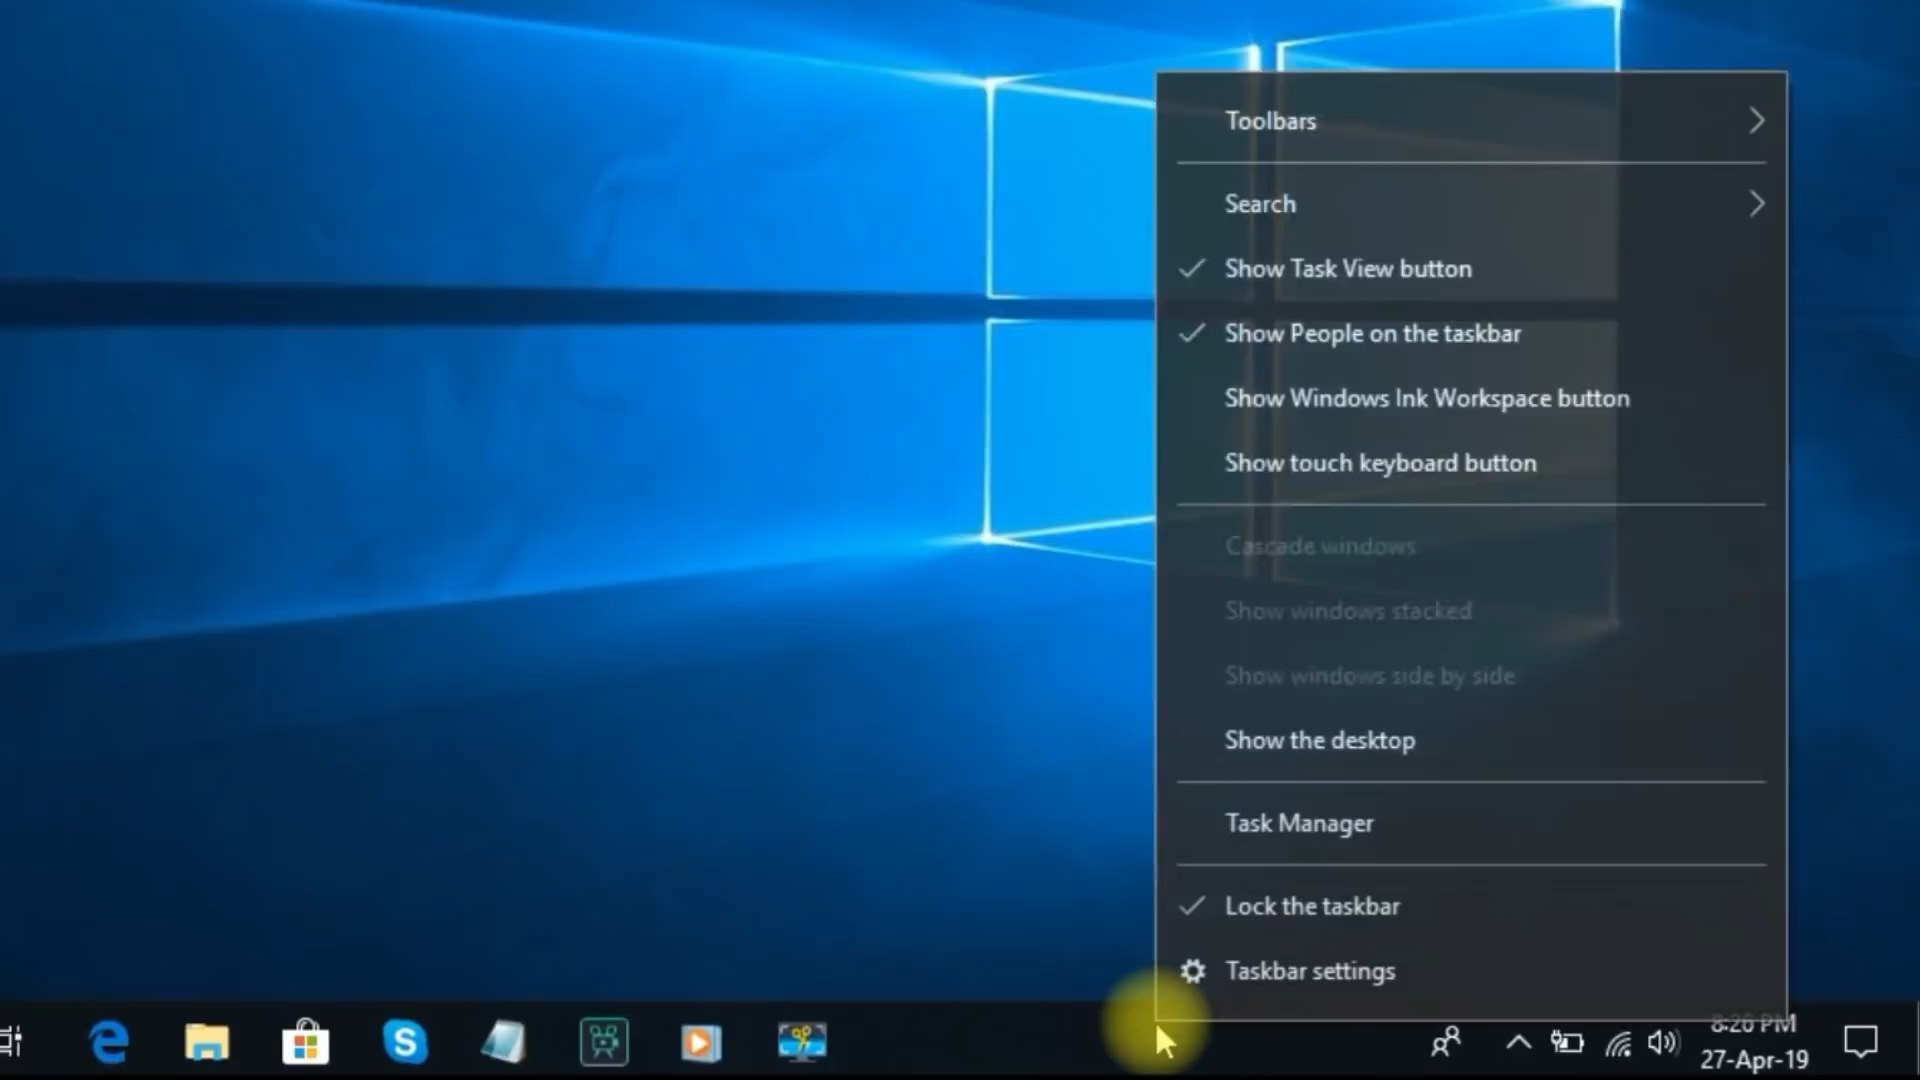 Toolbars
Search
Show Task View button
Show People on the taskbar
Show Windows Ink Workspace button
Show touch keyboard button
Cascade windows
Show windows stacked
Show windows side by side
Show the desktop
Task Manager
Lock the taskbar
Taskbar settings
8:26 PM
27-Apr-19